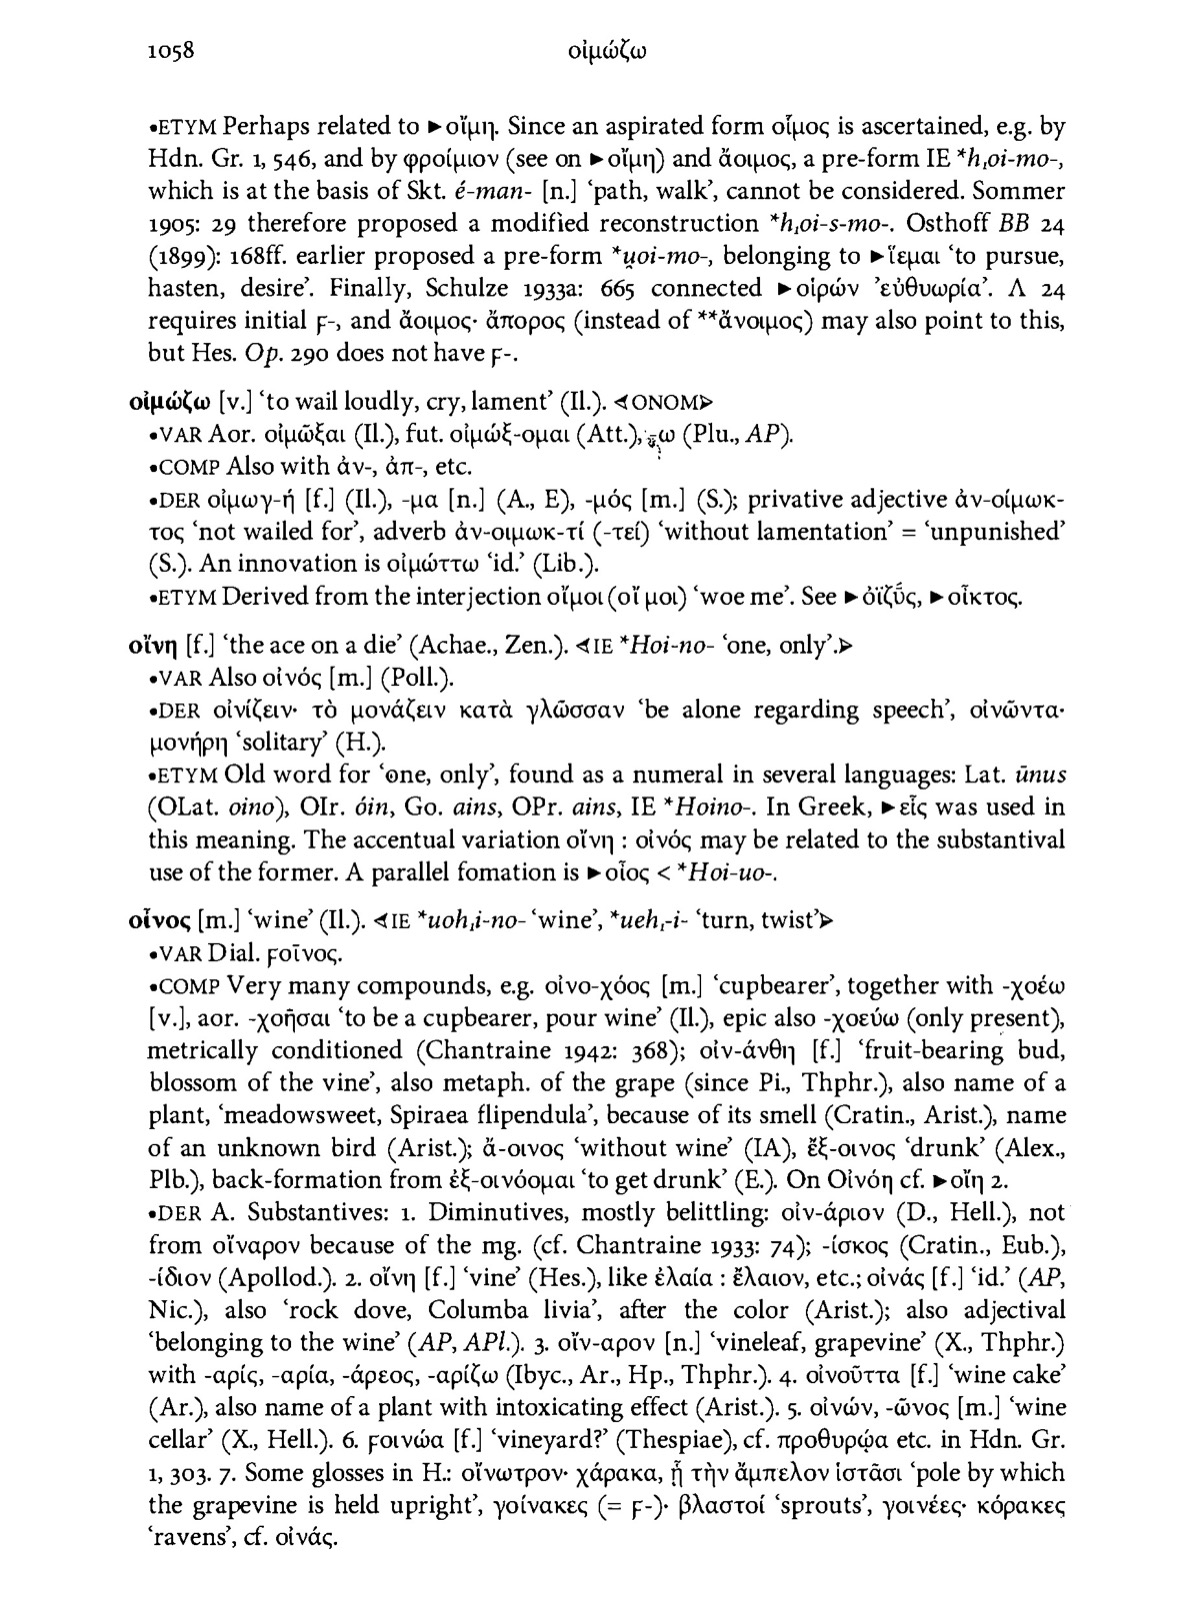 1058
οἰμώζω
•ETYM Perhaps related to ►οἴμη. Since an aspirated form οἷμος is ascertained, e.g. by
Hdn. Gr. 1, 546, and by φροίμιον (see on ►οἴμη) and ἄοιμος, a pre-form IE *h₁oi-mo-,
which is at the basis of Skt. é-man- [n.] ‘path, walk’, cannot be considered. Sommer
1905: 29 therefore proposed a modified reconstruction *h₁oi-s-mo-. Osthoff BB 24
(1899): 168ff. earlier proposed a pre-form *u̯oi-mo-, belonging to ►ἵεμαι ‘to pursue,
hasten, desire’. Finally, Schulze 1933a: 665 connected ►οἰρών ’εὐθυωρία’. Λ 24
requires initial ϝ-, and ἄοιμος· ἄπορος (instead of **ἄνοιμος) may also point to this,
but Hes. Op. 290 does not have ϝ-.
οἰμώζω [v.] ‘to wail loudly, cry, lament’ (Il.). ⊲ONOM⊳
•VAR Aor. οἰμῶξαι (Il.), fut. οἰμώξ-ομαι (Att.), -ω (Plu., AP).
•COMP Also with ἀν-, ἀπ-, etc.
•DER οἰμωγ-ή [f.] (Il.), -μα [n.] (A., E), -μός [m.] (S.); privative adjective ἀν-οίμωκ-
τος ‘not wailed for’, adverb ἀν-οιμωκ-τί (-τεί) ‘without lamentation’ = ‘unpunished’
(S.). An innovation is οἰμώττω ‘id.’ (Lib.).
•ETYM Derived from the interjection οἴμοι (οἴ μοι) ‘woe me’. See ►ὀϊζῡ́ς, ►οἶκτος.
οἴνη [f.] ‘the ace on a die’ (Achae., Zen.). ⊲IE *Hoi-no- ‘one, only’.⊳
•VAR Also οἰνός [m.] (Poll.).
•DER οἰνίζειν· τὸ μονάζειν κατὰ γλῶσσαν ‘be alone regarding speech’, οἰνῶντα·
μονήρη ‘solitary’ (H.).
•ETYM Old word for ‘one, only’, found as a numeral in several languages: Lat. ūnus
(OLat. oino), OIr. óin, Go. ains, OPr. ains, IE *Hoino-. In Greek, ►εἷς was used in
this meaning. The accentual variation οἴνη : οἰνός may be related to the substantival
use of the former. A parallel fomation is ►οἶος < *Hoi-uo-.
οἶνος [m.] ‘wine’ (Il.). ⊲IE *uoh₁i-no- ‘wine’, *ueh₁-i- ‘turn, twist’⊳
•VAR Dial. ϝοῖνος.
•COMP Very many compounds, e.g. οἰνο-χόος [m.] ‘cupbearer’, together with -χοέω
[v.], aor. -χοῆσαι ‘to be a cupbearer, pour wine’ (Il.), epic also -χοεύω (only present),
metrically conditioned (Chantraine 1942: 368); οἰν-άνθη [f.] ‘fruit-bearing bud,
blossom of the vine’, also metaph. of the grape (since Pi., Thphr.), also name of a
plant, ‘meadowsweet, Spiraea flipendula’, because of its smell (Cratin., Arist.), name
of an unknown bird (Arist.); ἄ-οινος ‘without wine’ (IA), ἔξ-οινος ‘drunk’ (Alex.,
Plb.), back-formation from ἐξ-οινόομαι ‘to get drunk’ (E.). On Οἰνόη cf. ►οἴη 2.
•DER A. Substantives: 1. Diminutives, mostly belittling: οἰν-άριον (D., Hell.), not
from οἴναρον because of the mg. (cf. Chantraine 1933: 74); -ίσκος (Cratin., Eub.),
-ίδιον (Apollod.). 2. οἴνη [f.] ‘vine’ (Hes.), like ἐλαία : ἔλαιον, etc.; οἰνάς [f.] ‘id.’ (AP,
Nic.), also ‘rock dove, Columba livia’, after the color (Arist.); also adjectival
‘belonging to the wine’ (AP, APl.). 3. οἴν-αρον [n.] ‘vineleaf, grapevine’ (X., Thphr.)
with -αρίς, -αρία, -άρεος, -αρίζω (Ibyc., Ar., Hp., Thphr.). 4. οἰνοῦττα [f.] ‘wine cake’
(Ar.), also name of a plant with intoxicating effect (Arist.). 5. οἰνών, -ῶνος [m.] ‘wine
cellar’ (X., Hell.). 6. ϝοινώα [f.] ‘vineyard?’ (Thespiae), cf. προθυρῴα etc. in Hdn. Gr.
1, 303. 7. Some glosses in H.: οἴνωτρον· χάρακα, ᾗ τὴν ἄμπελον ἱστᾶσι ‘pole by which
the grapevine is held upright’, γοίνακες (= ϝ-)· βλαστοί ‘sprouts’, γοινέες· κόρακες
‘ravens’, cf. οἰνάς.